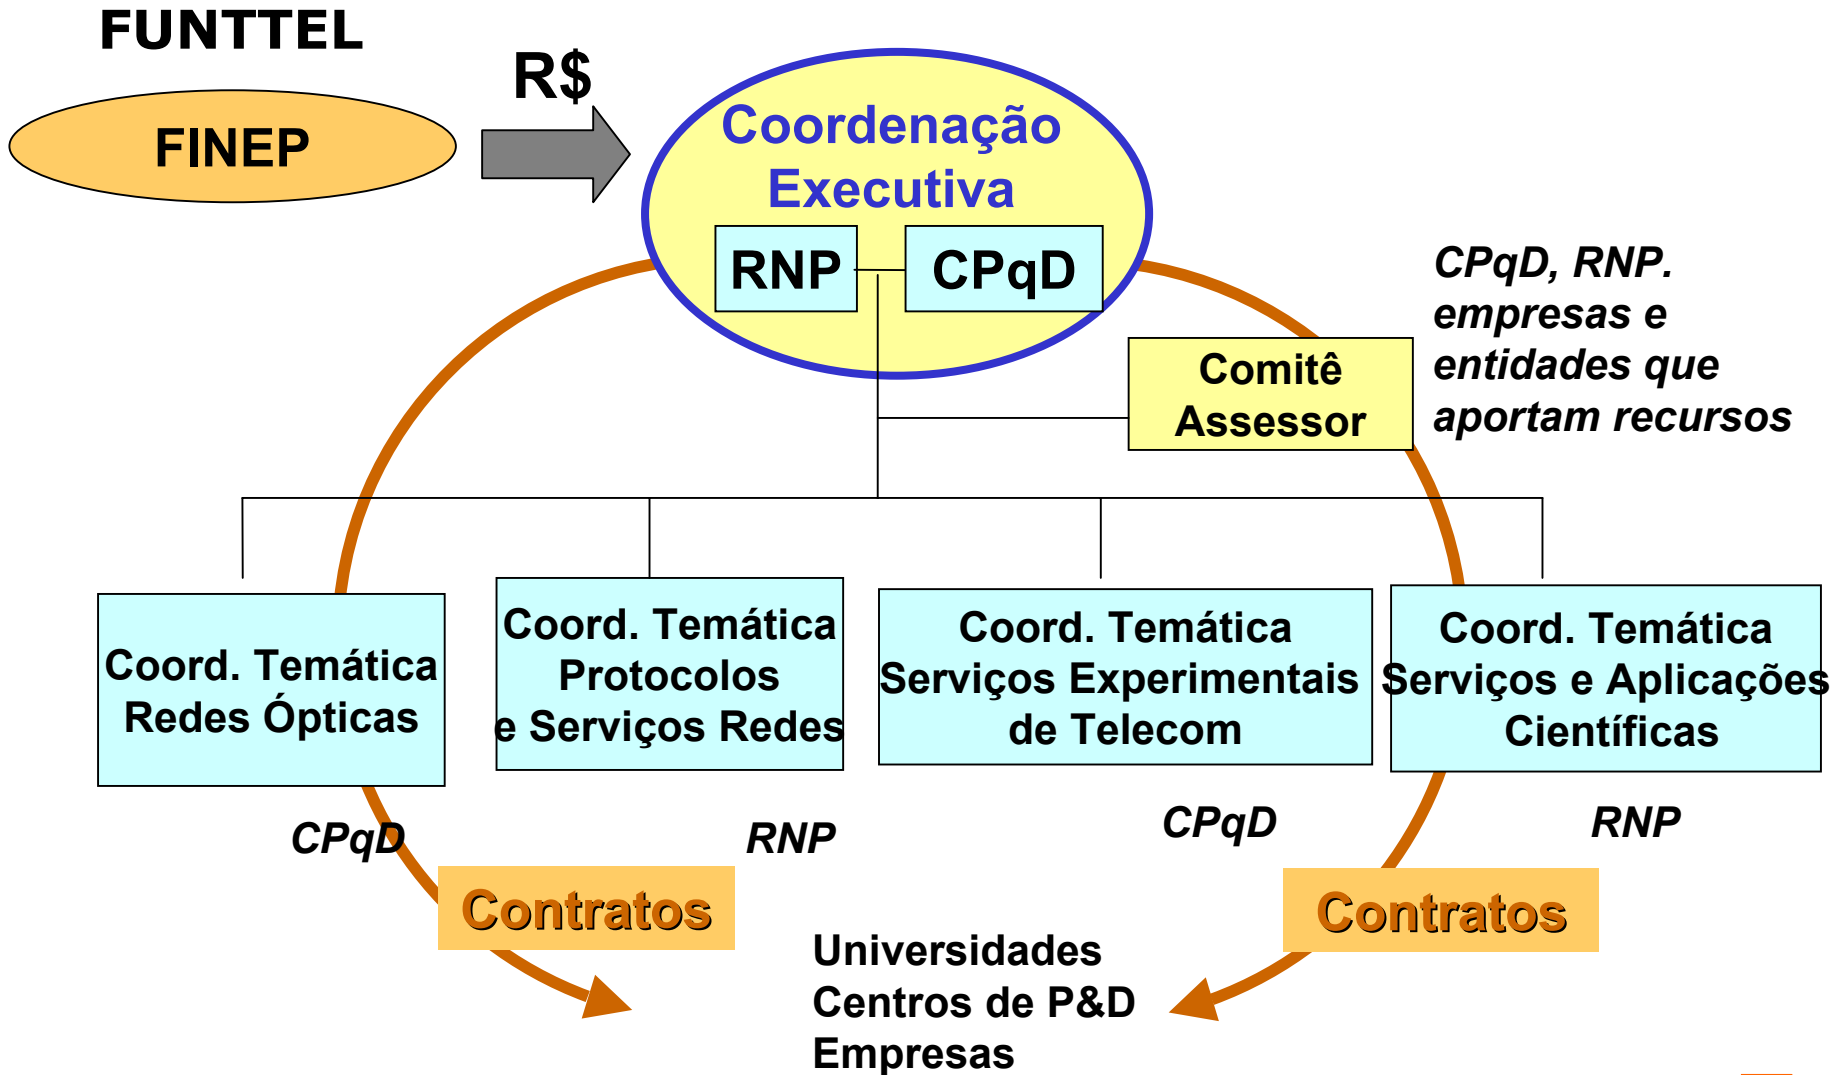 FUNTTEL
FINEP
R$
Coordenação
Executiva
RNP
CPqD
CPqD, RNP.
empresas e
entidades que
aportam recursos
Comitê
Assessor
Coord. Temática
Redes Ópticas
Coord. Temática
Protocolos
e Serviços Redes
Coord. Temática
Serviços Experimentais
de Telecom
Coord. Temática
Serviços e Aplicações
Científicas
CPqD
RNP
CPqD
RNP
Contratos
Contratos
Universidades
Centros de P&D
Empresas